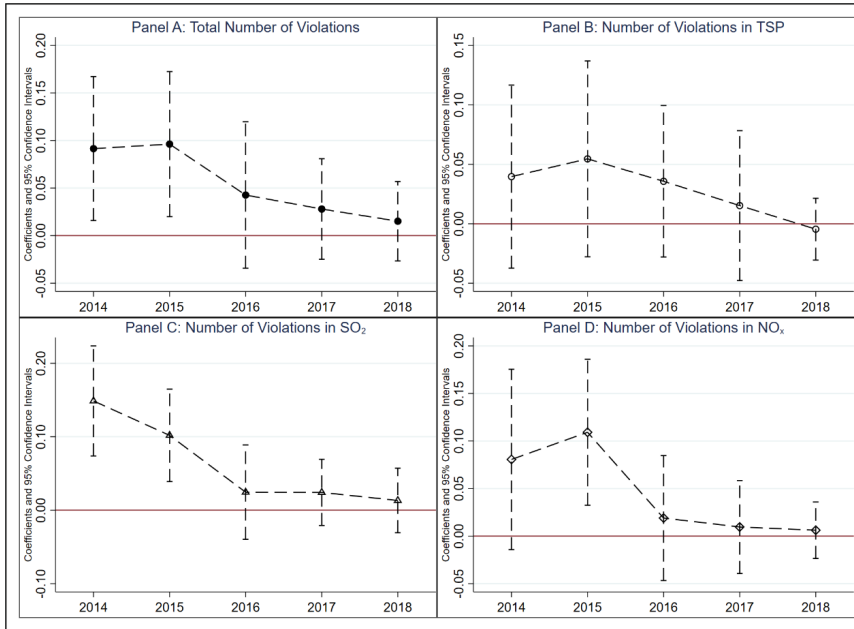 Panel A: Total Number of Violations
Coefficients and 95% Confidence Intervals
0.20
0.15
0.10
0.05
0.00
-0.05
2014 2015 2016 2017 2018
Panel B: Number of Violations in TSP
Coefficients and 95% Confidence Intervals
0.15
0.10
0.05
0.00
-0.05
2014 2015 2016 2017 2018
Panel C: Number of Violations in SO₂
Coefficients and 95% Confidence Intervals
0.20
0.10
0.00
-0.10
2014 2015 2016 2017 2018
Panel D: Number of Violations in NOₓ
Coefficients and 95% Confidence Intervals
0.20
0.15
0.10
0.05
0.00
-0.05
2014 2015 2016 2017 2018